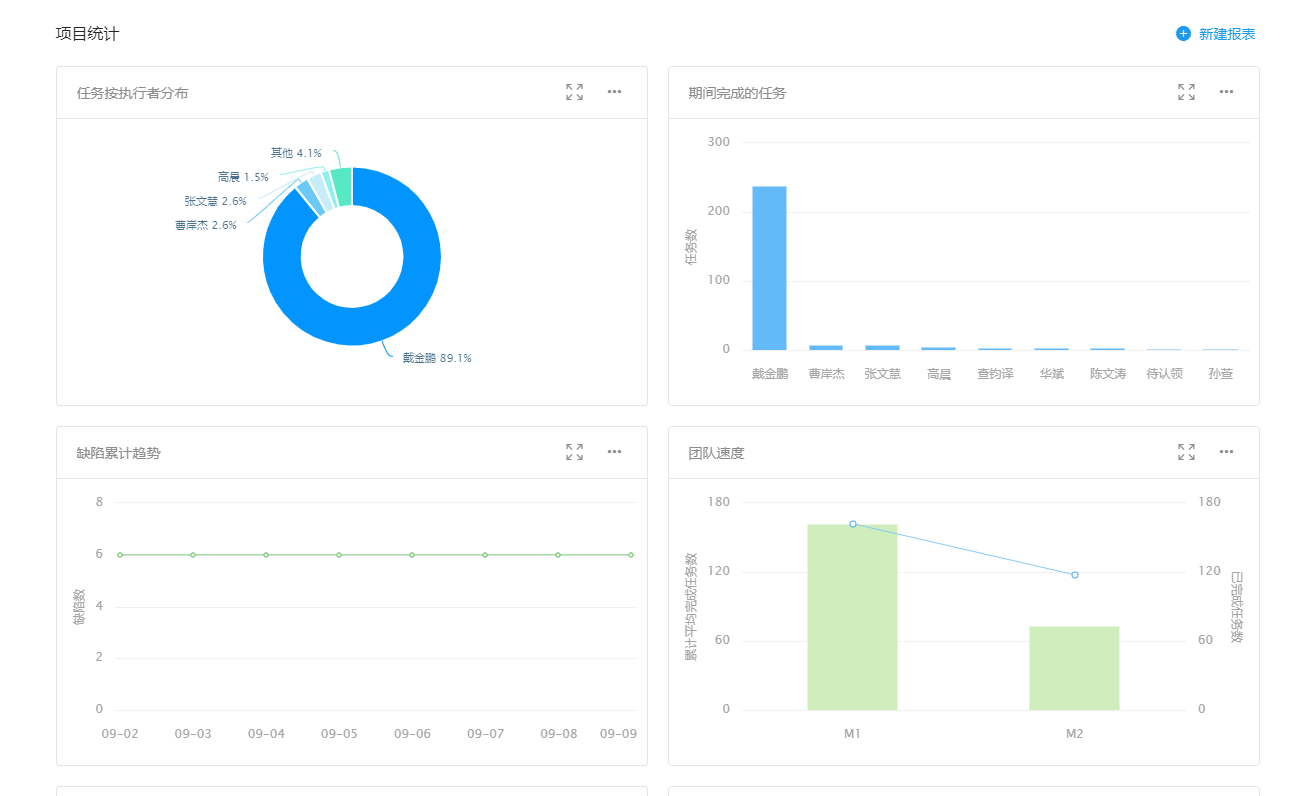 项目统计
新建报表
任务按执行者分布
其他 4.1%
高晨 1.5%
张文慧 2.6%
曹岸杰 2.6%
戴金鹏 89.1%
期间完成的任务
300
200
100
0
任务数
戴金鹏 曹岸杰 张文慧 高晨 查钧译 华斌 陈文涛 待认领 孙萱
缺陷累计趋势
8
6
4
2
0
缺陷数
09-02 09-03 09-04 09-05 09-06 09-07 09-08 09-09
团队速度
180 180
120 120
60 60
0 0
累计平均完成任务数
已完成任务数
M1 M2